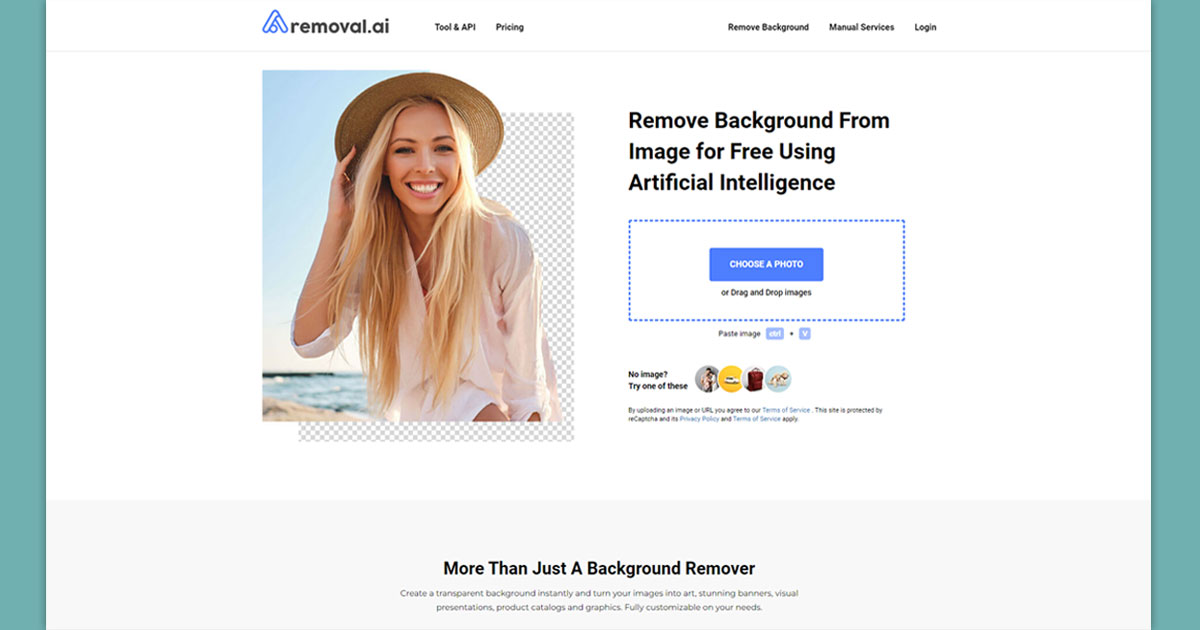 removal.ai
Tool & API
Pricing
Remove Background
Manual Services
Login
Remove Background From
Image for Free Using
Artificial Intelligence
CHOOSE A PHOTO
or Drag and Drop images
Paste image ctrl + V
No image?
Try one of these
By uploading an image or URL you agree to our Terms of Service . This site is protected by
reCaptcha and its Privacy Policy and Terms of Service apply.
More Than Just A Background Remover
Create a transparent background instantly and turn your images into art, stunning banners, visual
presentations, product catalogs and graphics. Fully customizable on your needs.